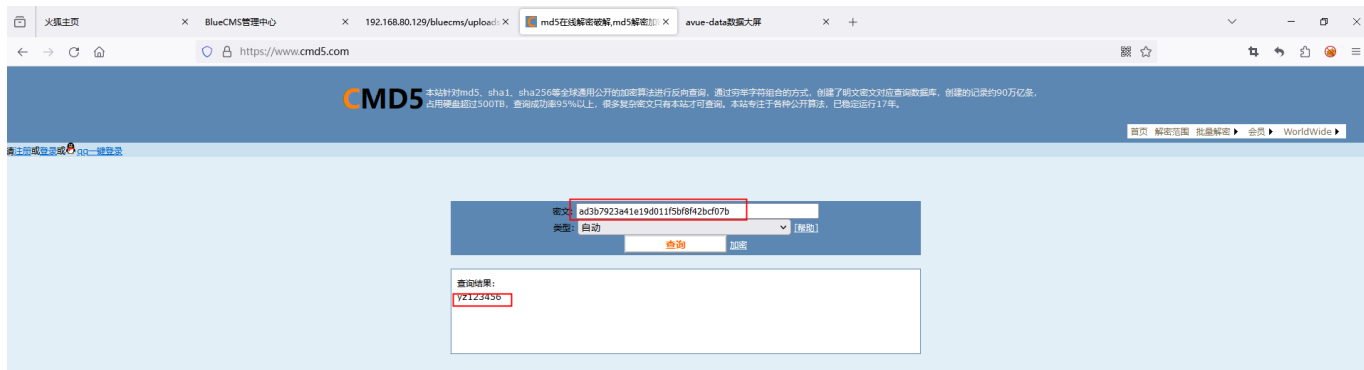 火狐主页
BlueCMS管理中心
192.168.80.129/bluecms/upload
md5在线解密破解,md5解密加
avue-data数据大屏
https://www.cmd5.com
CMD5 本站针对md5、sha1、sha256等全球通用公开的加密算法进行反向查询，通过穷举字符组合的方式，创建了明文密文对应查询数据库，创建的记录约90万亿条，
占用硬盘超过500TB，查询成功率95%以上，很多复杂密文只有本站才可查询。本站专注于各种公开算法，已稳定运行17年。
首页 解密范围 批量解密 会员 WorldWide
请注册或登录或qq一键登录
密文: ad3b7923a41e19d011f5bf8f42bcf07b
类型: 自动 [帮助]
查询 加密
查询结果:
yz123456